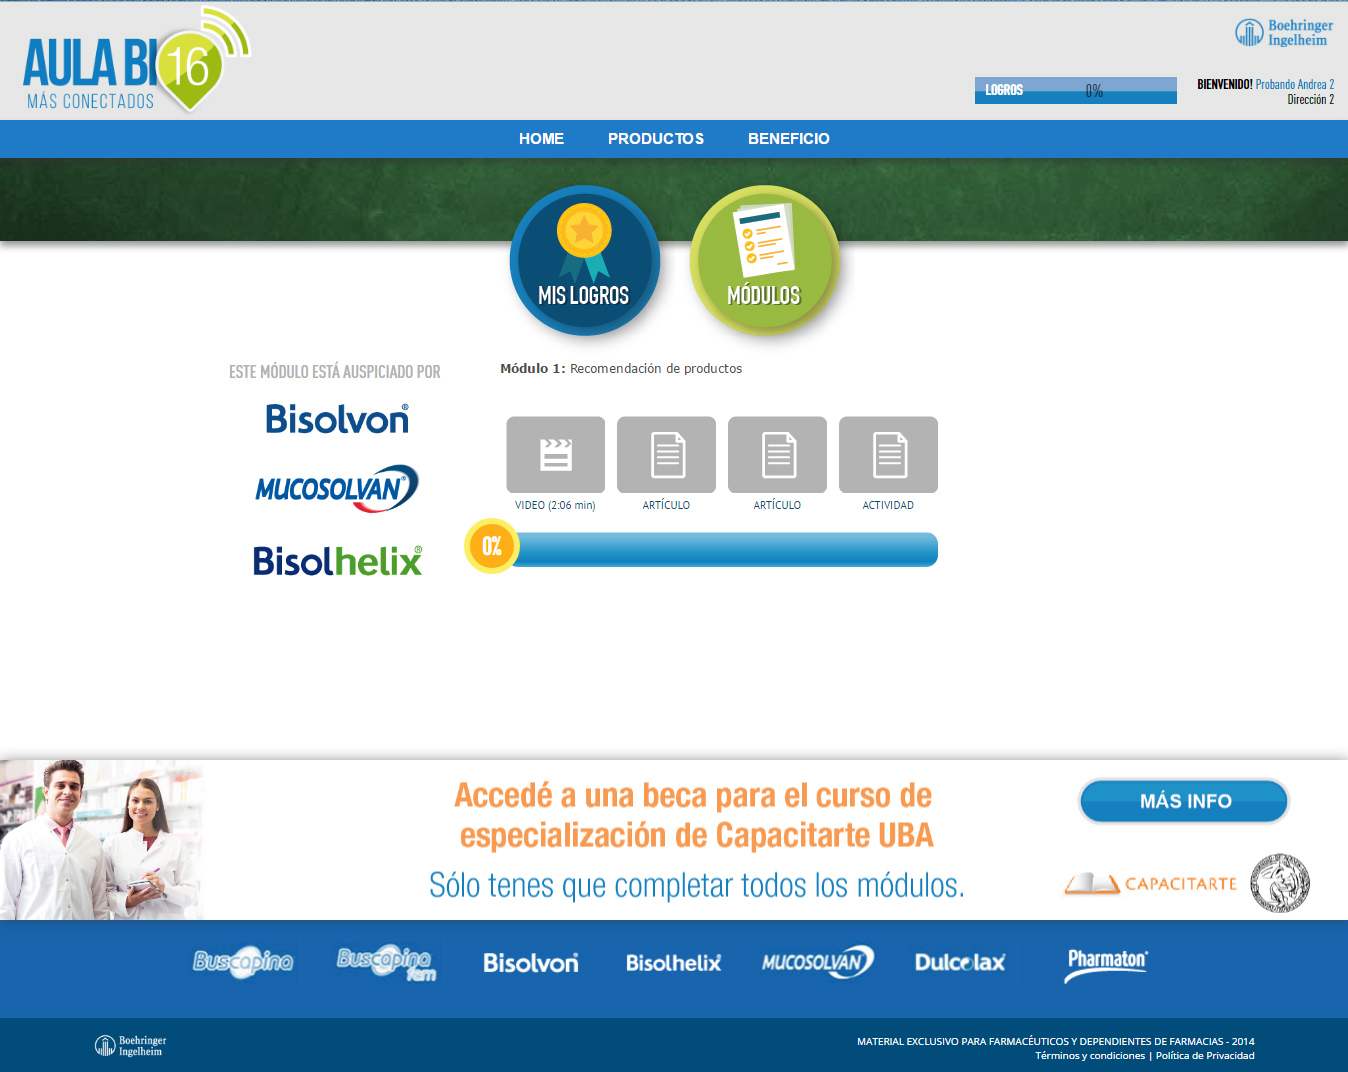 AULA BI 16
MÁS CONECTADOS
Boehringer
Ingelheim
LOGROS 0%
BIENVENIDO! Probando Andrea 2
Dirección 2
HOME PRODUCTOS BENEFICIO
MIS LOGROS
MÓDULOS
ESTE MÓDULO ESTÁ AUSPICIADO POR
Módulo 1: Recomendación de productos
Bisolvon®
MUCOSOLVAN®
Bisolhelix®
VIDEO (2:06 min) ARTÍCULO ARTÍCULO ACTIVIDAD
0%
Accedé a una beca para el curso de
especialización de Capacitarte UBA
Sólo tenes que completar todos los módulos.
MÁS INFO
CAPACITARTE
Buscapina Buscapina fem Bisolvon Bisolhelix MUCOSOLVAN Dulcolax Pharmaton®
Boehringer
Ingelheim
MATERIAL EXCLUSIVO PARA FARMACÉUTICOS Y DEPENDIENTES DE FARMACIAS - 2014
Términos y condiciones | Política de Privacidad